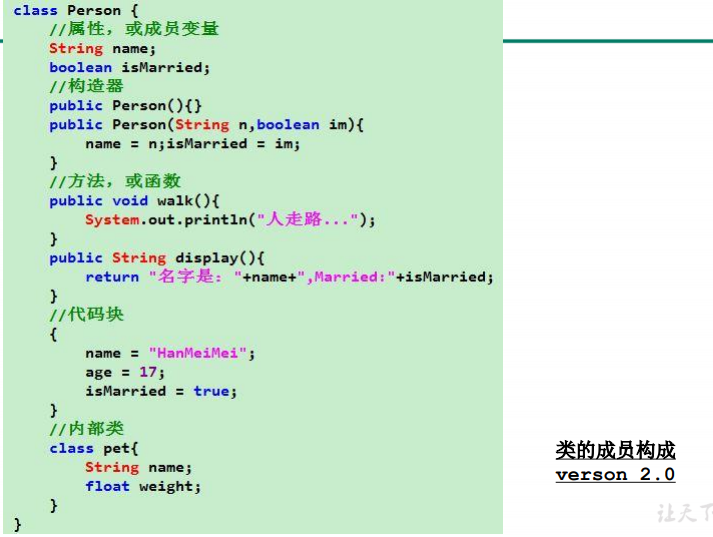 class Person {
//属性，或成员变量
String name;
boolean isMarried;
//构造器
public Person(){}
public Person(String n,boolean im){
name = n;isMarried = im;
}
//方法，或函数
public void walk(){
System.out.println("人走路...");
}
public String display(){
return "名字是："+name+",Married:"+isMarried;
}
//代码块
{
name = "HanMeiMei";
age = 17;
isMarried = true;
}
//内部类
class pet{
String name;
float weight;
}
}
类的成员构成
verson 2.0
让天下